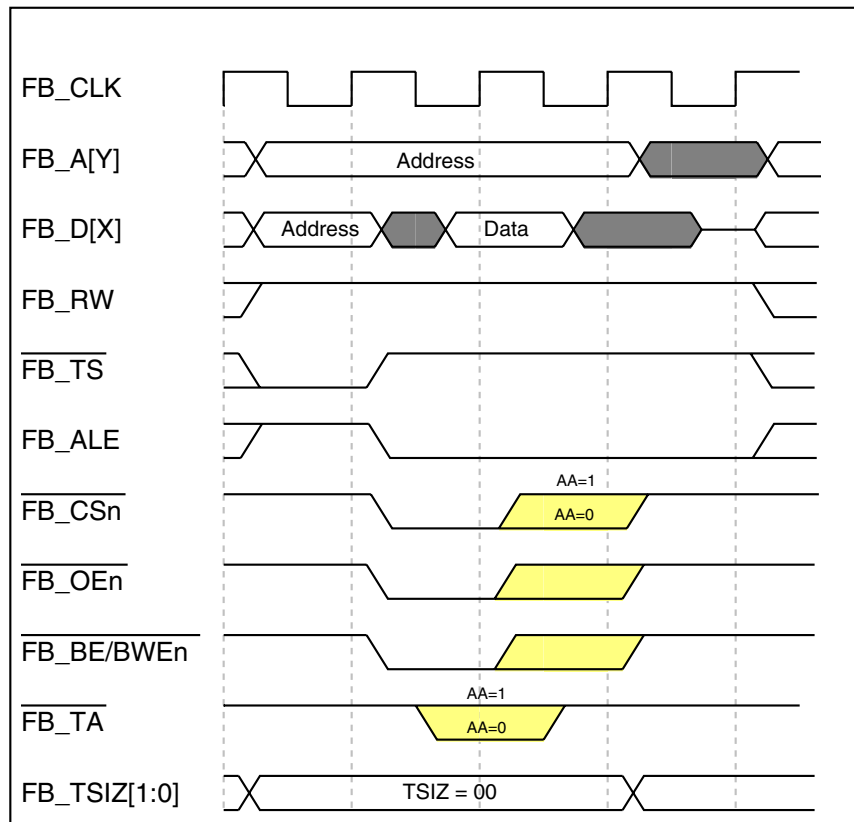 FB_CLK
FB_A[Y]
Address
FB_D[X]
Address
Data
FB_RW
FB_TS
FB_ALE
AA=1
FB_CSn
AA=0
FB_OEn
FB_BE/BWEn
AA=1
FB_TA
AA=0
FB_TSIZ[1:0]
TSIZ = 00